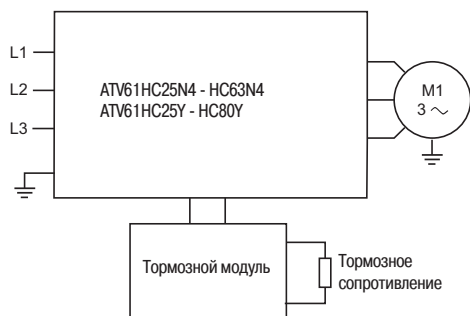 L1
L2
L3
ATV61HC25N4 - HC63N4
ATV61HC25Y - HC80Y
M1
3 ~
Тормозной модуль
Тормозное
сопротивление